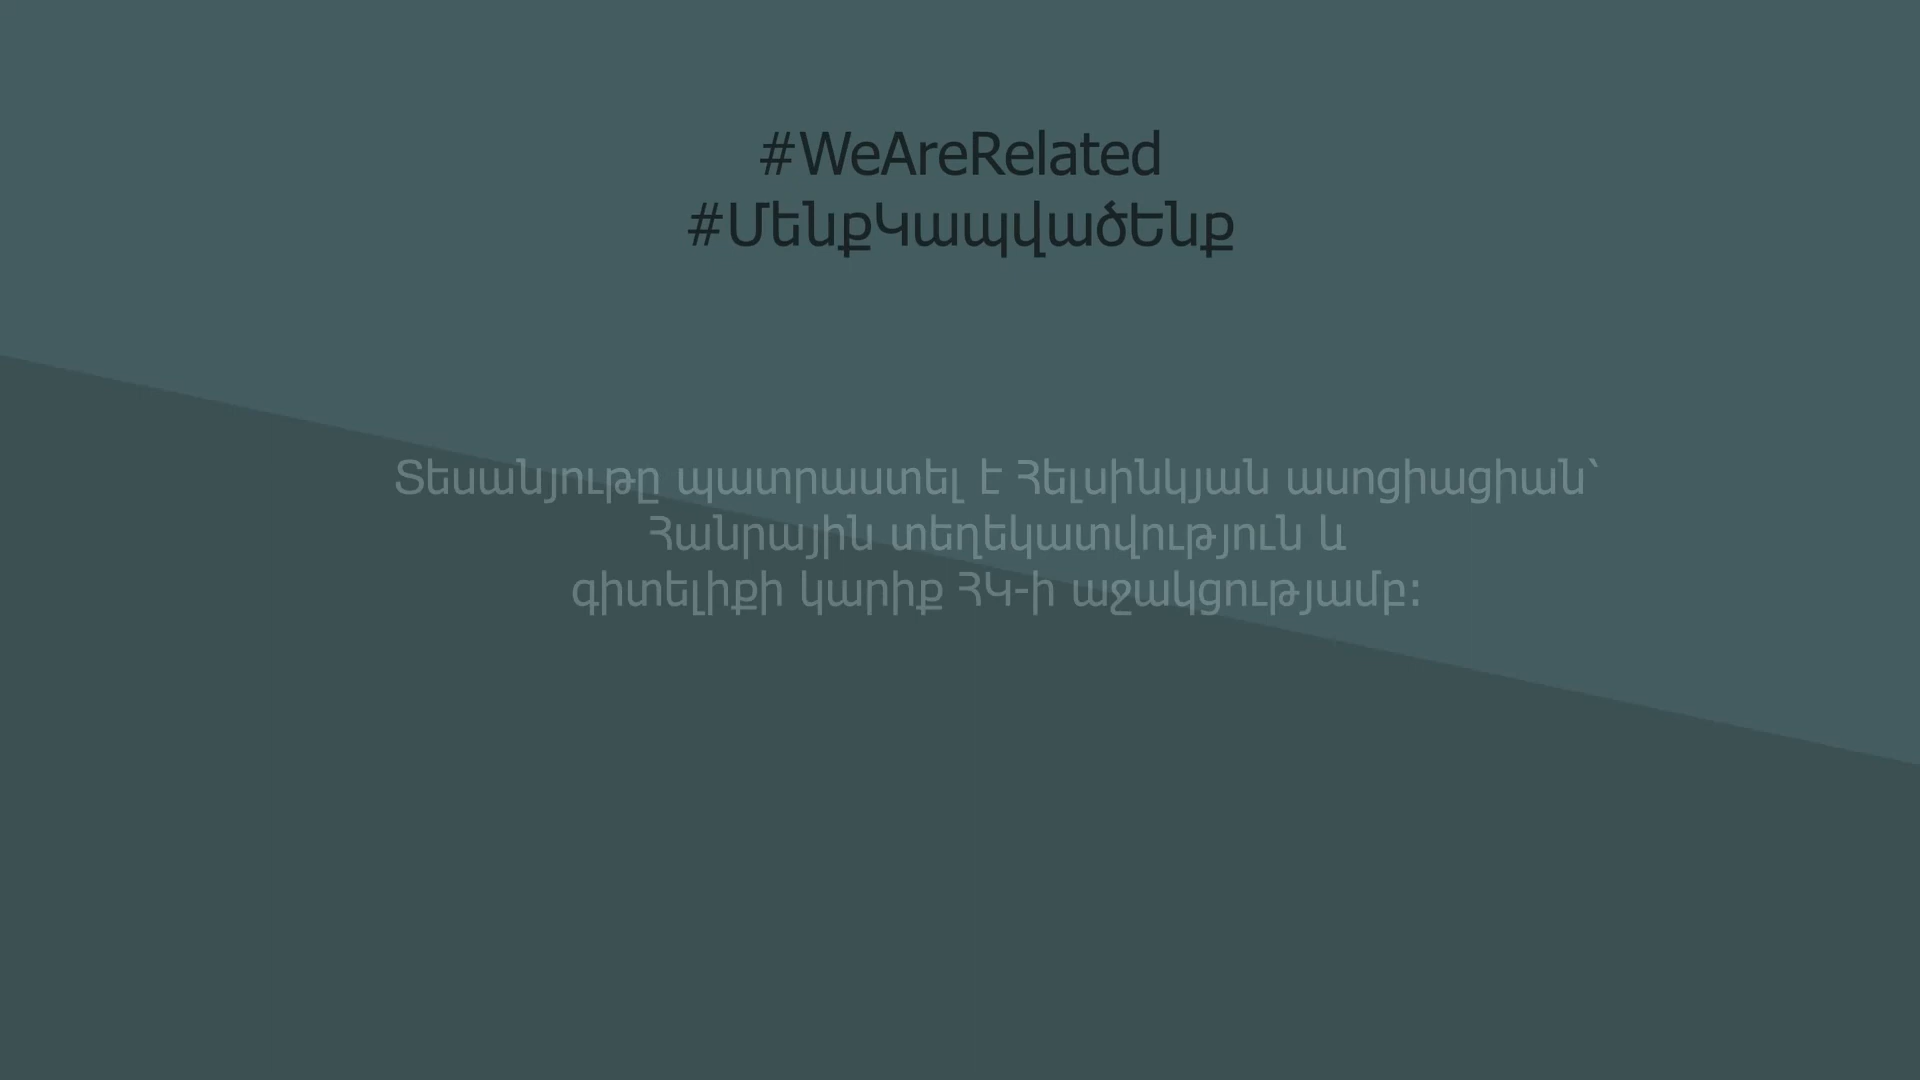 #WeAreRelated
#ՄենքԿապվածԵնք
Տեսանյութը պատրաստել է Հելսինկյան ասոցիացիան՝
Հանրային տեղեկատվություն և
գիտելիքի կարիք ՀԿ-ի աջակցությամբ։